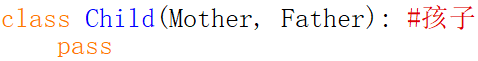 class Child(Mother, Father): #孩子
    pass